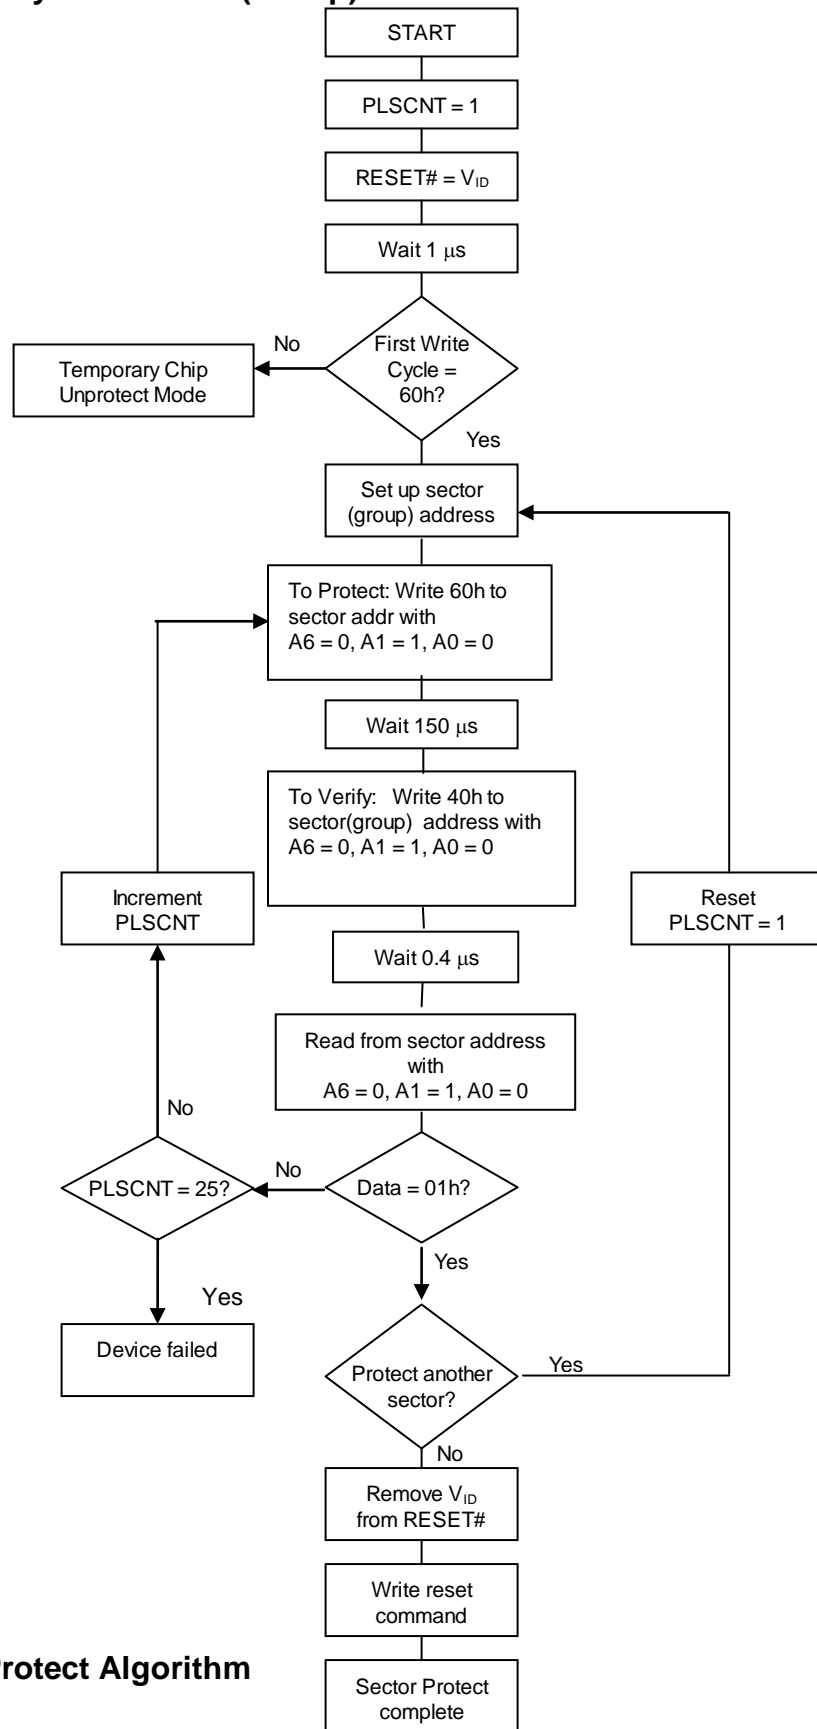 START
PLSCNT = 1
RESET# = VID
Wait 1 μs
First Write
Cycle =
60h?
No
Temporary Chip
Unprotect Mode
Yes
Set up sector
(group) address
To Protect: Write 60h to
sector addr with
A6 = 0, A1 = 1, A0 = 0
Wait 150 μs
To Verify: Write 40h to
sector(group) address with
A6 = 0, A1 = 1, A0 = 0
Increment
PLSCNT
Reset
PLSCNT = 1
Wait 0.4 μs
Read from sector address
with
A6 = 0, A1 = 1, A0 = 0
No
PLSCNT = 25?
No
Data = 01h?
Yes
Yes
Device failed
Protect another
sector?
Yes
No
Remove VID
from RESET#
Write reset
command
rotect Algorithm
Sector Protect
complete